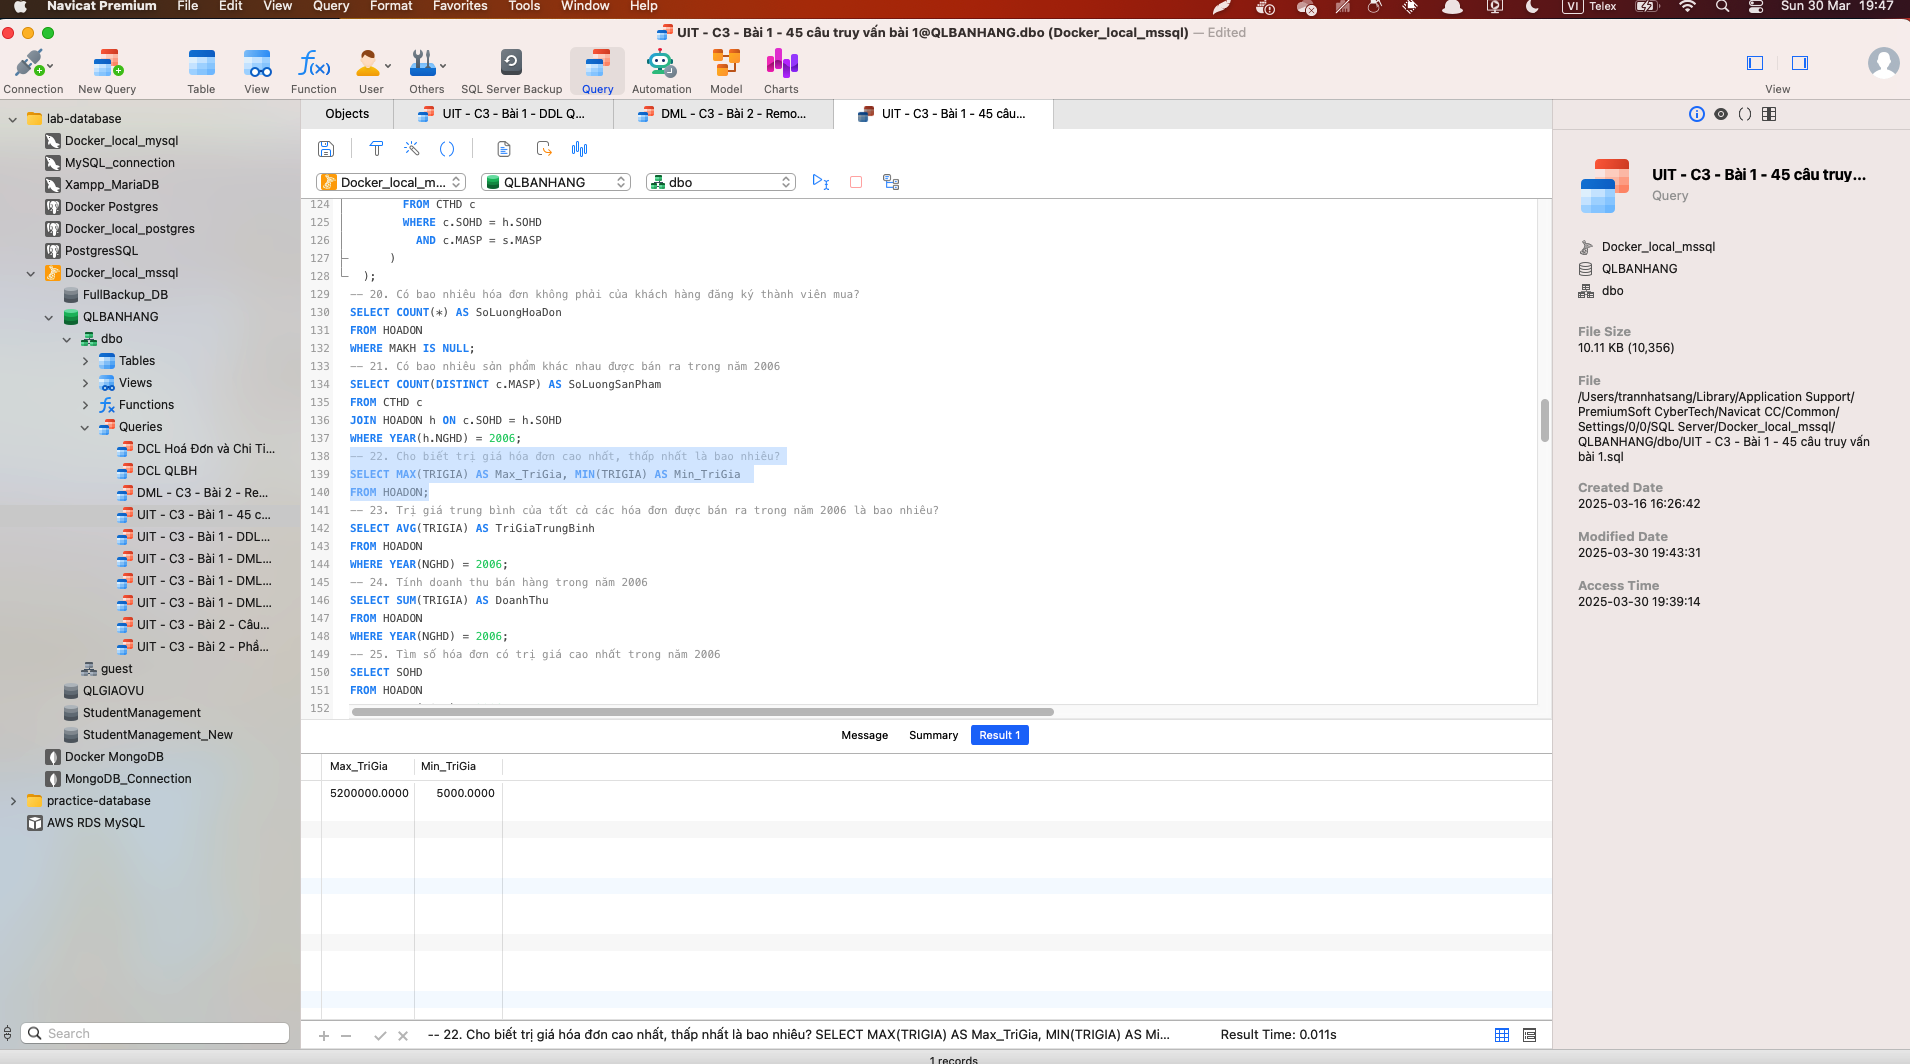 Navicat Premium File Edit View Query Format Favorites Tools Window Help VI Telex Sun 30 Mar 19:47
UIT - C3 - Bài 1 - 45 câu truy vấn bài 1@QLBANHANG.dbo (Docker_local_mssql) — Edited
Connection New Query Table View Function User Others SQL Server Backup Query Automation Model Charts View
Objects UIT - C3 - Bài 1 - DDL Q... DML - C3 - Bài 2 - Remo... UIT - C3 - Bài 1 - 45 câu...
Docker_local_m... QLBANHANG dbo
lab-database
Docker_local_mysql
MySQL_connection
Xampp_MariaDB
Docker Postgres
Docker_local_postgres
PostgresSQL
Docker_local_mssql
FullBackup_DB
QLBANHANG
dbo
Tables
Views
Functions
Queries
DCL Hoá Đơn và Chi Ti...
DCL QLBH
DML - C3 - Bài 2 - Re...
UIT - C3 - Bài 1 - 45 c...
UIT - C3 - Bài 1 - DDL...
UIT - C3 - Bài 1 - DML...
UIT - C3 - Bài 1 - DML...
UIT - C3 - Bài 1 - DML...
UIT - C3 - Bài 2 - Câu...
UIT - C3 - Bài 2 - Phầ...
guest
QLGIAOVU
StudentManagement
StudentManagement_New
Docker MongoDB
MongoDB_Connection
practice-database
AWS RDS MySQL
Search
124 FROM CTHD c
125 WHERE c.SOHD = h.SOHD
126 AND c.MASP = s.MASP
127 )
128 );
129 -- 20. Có bao nhiêu hóa đơn không phải của khách hàng đăng ký thành viên mua?
130 SELECT COUNT(*) AS SoLuongHoaDon
131 FROM HOADON
132 WHERE MAKH IS NULL;
133 -- 21. Có bao nhiêu sản phẩm khác nhau được bán ra trong năm 2006
134 SELECT COUNT(DISTINCT c.MASP) AS SoLuongSanPham
135 FROM CTHD c
136 JOIN HOADON h ON c.SOHD = h.SOHD
137 WHERE YEAR(h.NGHD) = 2006;
138 -- 22. Cho biết trị giá hóa đơn cao nhất, thấp nhất là bao nhiêu?
139 SELECT MAX(TRIGIA) AS Max_TriGia, MIN(TRIGIA) AS Min_TriGia
140 FROM HOADON;
141 -- 23. Trị giá trung bình của tất cả các hóa đơn được bán ra trong năm 2006 là bao nhiêu?
142 SELECT AVG(TRIGIA) AS TriGiaTrungBinh
143 FROM HOADON
144 WHERE YEAR(NGHD) = 2006;
145 -- 24. Tính doanh thu bán hàng trong năm 2006
146 SELECT SUM(TRIGIA) AS DoanhThu
147 FROM HOADON
148 WHERE YEAR(NGHD) = 2006;
149 -- 25. Tìm số hóa đơn có trị giá cao nhất trong năm 2006
150 SELECT SOHD
151 FROM HOADON
152
Message Summary Result 1
Max_TriGia Min_TriGia
5200000.0000 5000.0000
-- 22. Cho biết trị giá hóa đơn cao nhất, thấp nhất là bao nhiêu? SELECT MAX(TRIGIA) AS Max_TriGia, MIN(TRIGIA) AS Mi... Result Time: 0.011s
1 records
UIT - C3 - Bài 1 - 45 câu truy...
Query
Docker_local_mssql
QLBANHANG
dbo
File Size
10.11 KB (10,356)
File
/Users/trannhatsang/Library/Application Support/
PremiumSoft CyberTech/Navicat CC/Common/
Settings/0/0/SQL Server/Docker_local_mssql/
QLBANHANG/dbo/UIT - C3 - Bài 1 - 45 câu truy vấn
bài 1.sql
Created Date
2025-03-16 16:26:42
Modified Date
2025-03-30 19:43:31
Access Time
2025-03-30 19:39:14